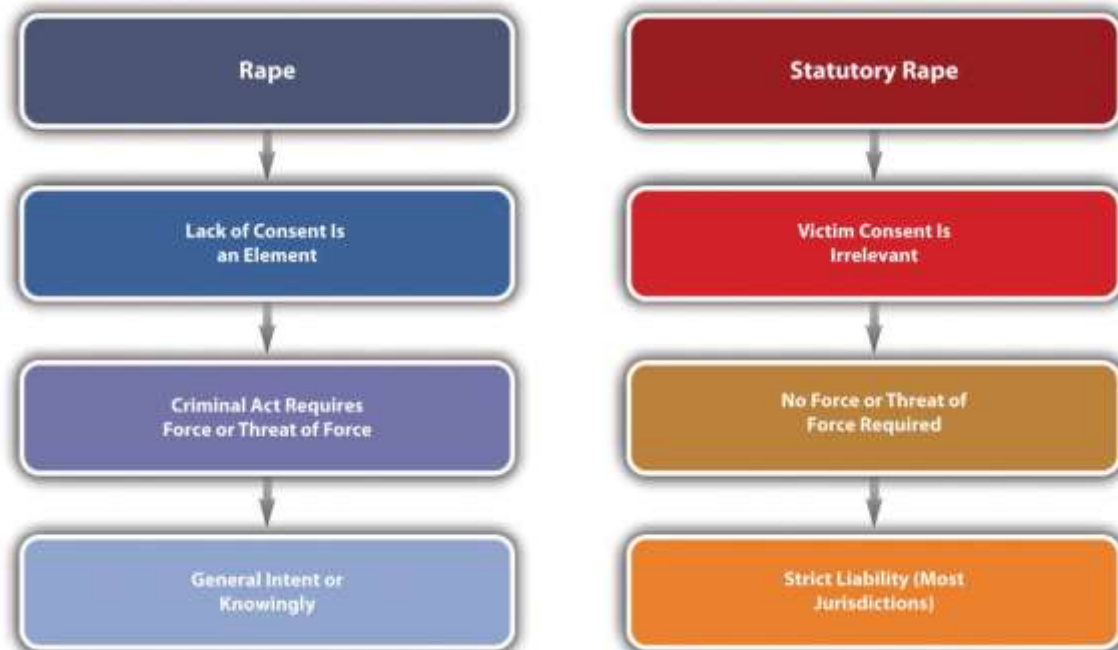 Rape
Lack of Consent Is
an Element
Criminal Act Requires
Force or Threat of Force
General Intent or
Knowingly
Statutory Rape
Victim Consent Is
Irrelevant
No Force or Threat of
Force Required
Strict Liability (Most
Jurisdictions)